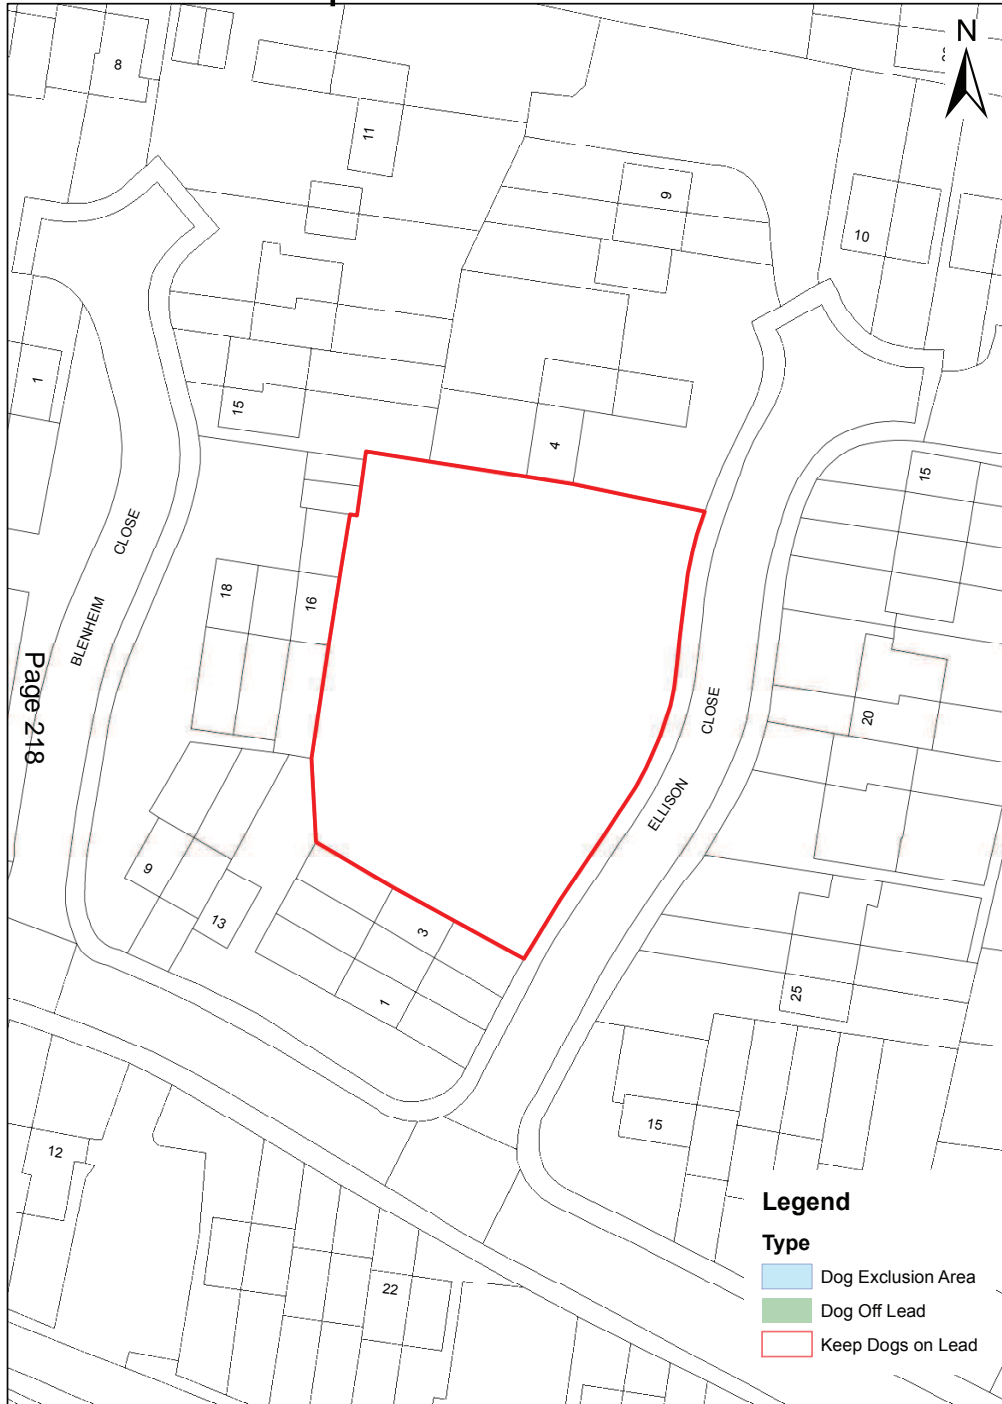 N
8
11
9
10
1
15
4
15
BLENHEIM CLOSE
18
16
Page 218
ELLISON CLOSE
20
9
13
3
1
25
15
12
22
Legend
Type
Dog Exclusion Area
Dog Off Lead
Keep Dogs on Lead